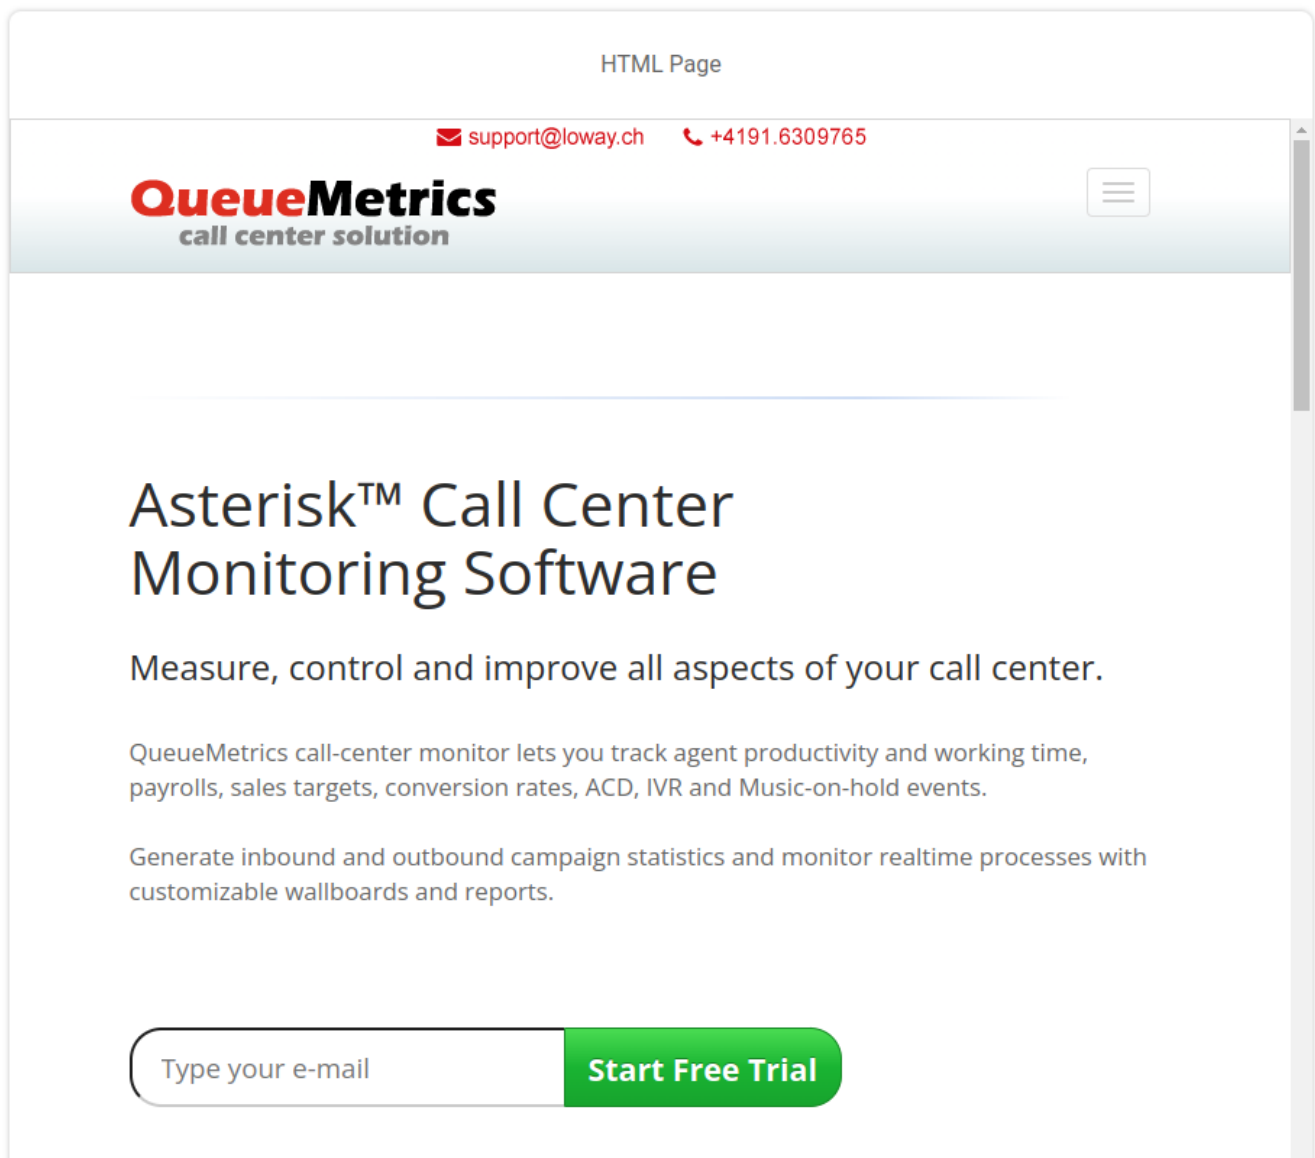 HTML Page
support@loway.ch +4191.6309765
QueueMetrics
call center solution
Asterisk™ Call Center
Monitoring Software
Measure, control and improve all aspects of your call center.
QueueMetrics call-center monitor lets you track agent productivity and working time,
payrolls, sales targets, conversion rates, ACD, IVR and Music-on-hold events.
Generate inbound and outbound campaign statistics and monitor realtime processes with
customizable wallboards and reports.
Type your e-mail Start Free Trial